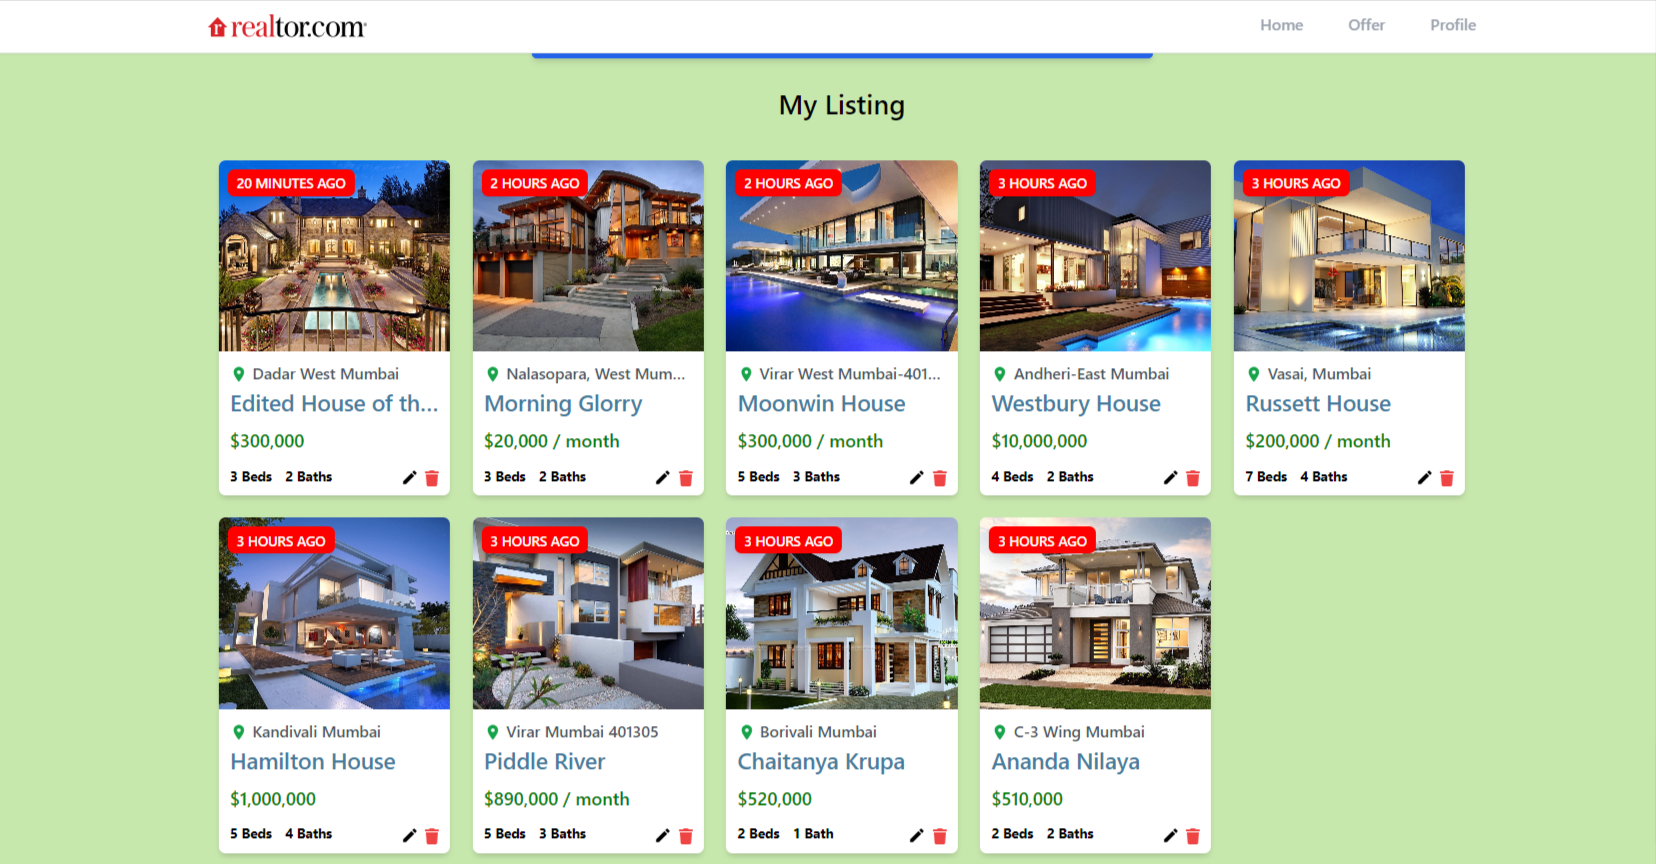 realtor.com
Home Offer Profile
My Listing
20 MINUTES AGO
Dadar West Mumbai
Edited House of th...
$300,000
3 Beds 2 Baths
2 HOURS AGO
Nalasopara, West Mum...
Morning Glorry
$20,000 / month
3 Beds 2 Baths
2 HOURS AGO
Virar West Mumbai-401...
Moonwin House
$300,000 / month
5 Beds 3 Baths
3 HOURS AGO
Andheri-East Mumbai
Westbury House
$10,000,000
4 Beds 2 Baths
3 HOURS AGO
Vasai, Mumbai
Russett House
$200,000 / month
7 Beds 4 Baths
3 HOURS AGO
Kandivali Mumbai
Hamilton House
$1,000,000
5 Beds 4 Baths
3 HOURS AGO
Virar Mumbai 401305
Piddle River
$890,000 / month
5 Beds 3 Baths
3 HOURS AGO
Borivali Mumbai
Chaitanya Krupa
$520,000
2 Beds 1 Bath
3 HOURS AGO
C-3 Wing Mumbai
Ananda Nilaya
$510,000
2 Beds 2 Baths